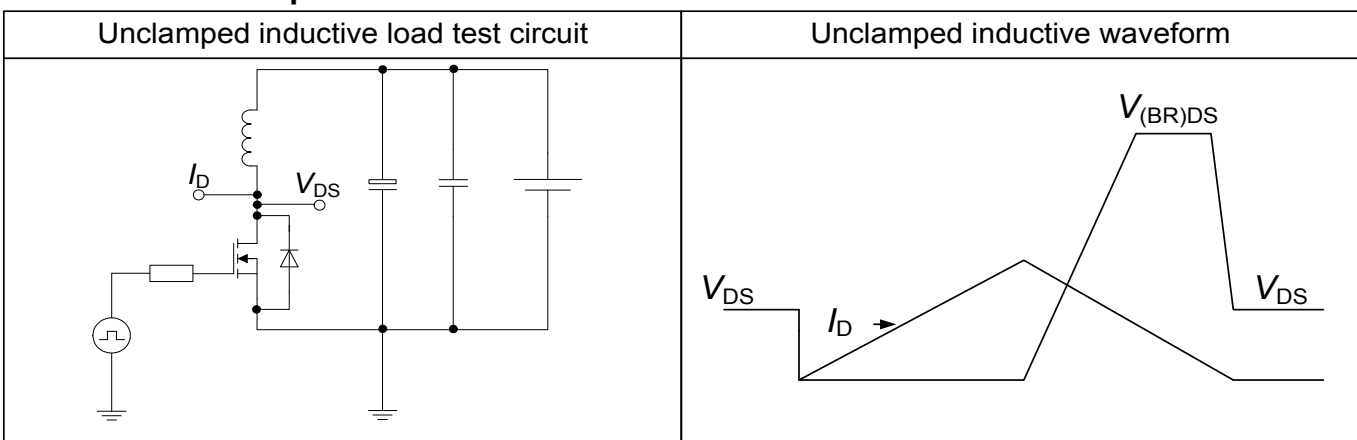 Unclamped inductive load test circuit
Unclamped inductive waveform
I_D
V_DS
V_(BR)DS
V_DS
I_D
V_DS